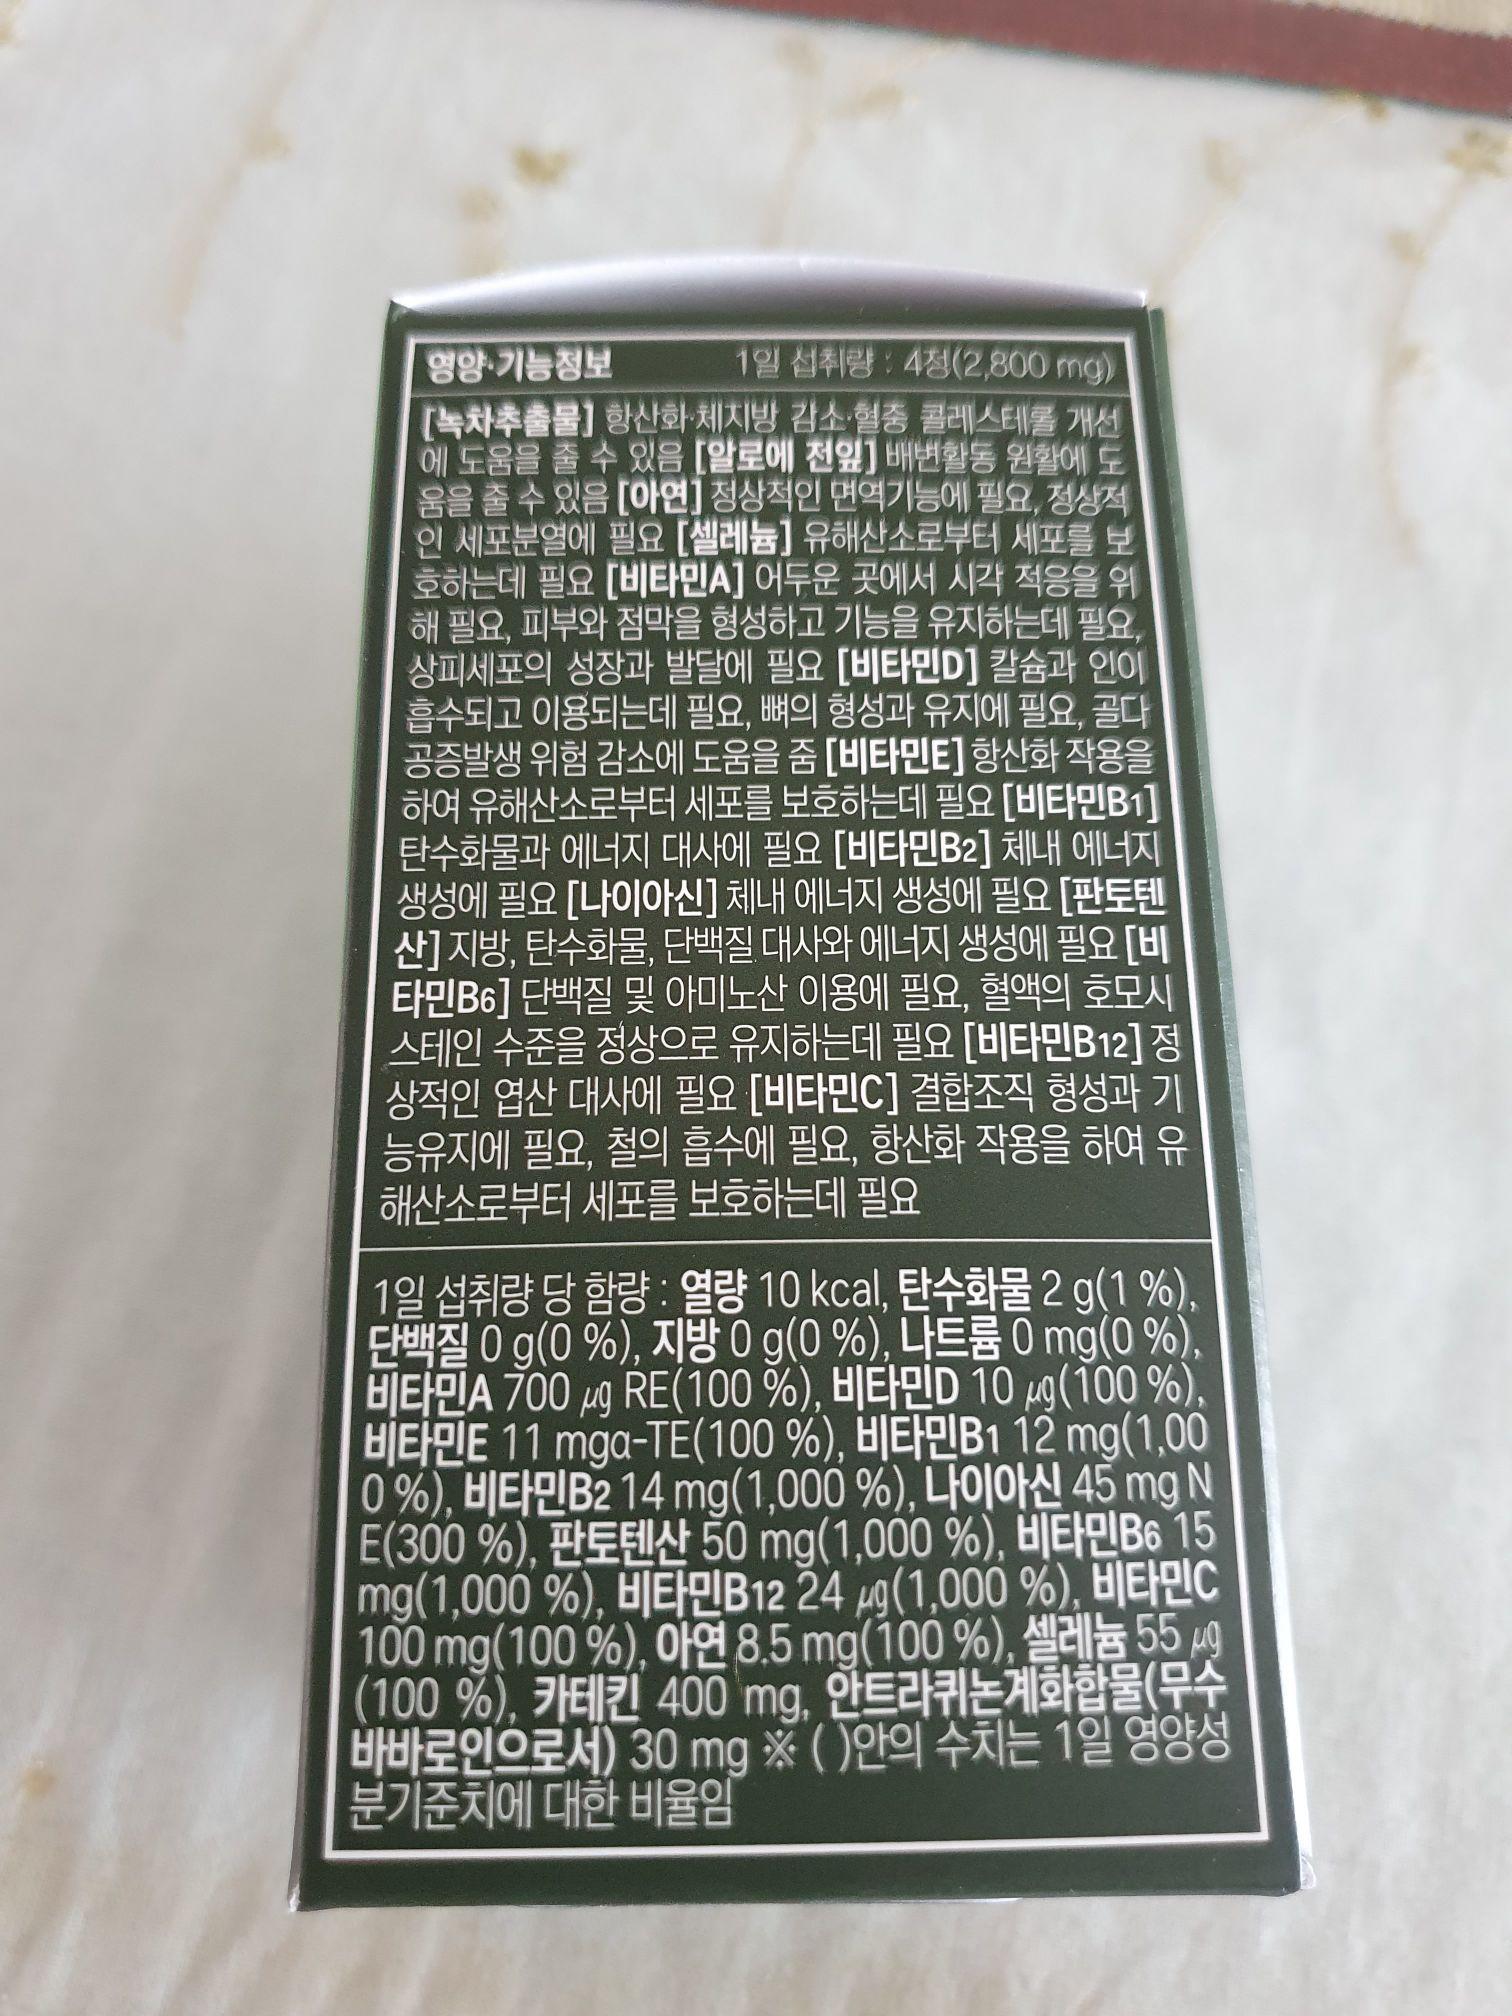 영양·기능정보 1일 섭취량 : 4정(2,800 mg)
[녹차추출물] 항산화·체지방 감소·혈중 콜레스테롤 개선
에 도움을 줄 수 있음 [알로에 전잎] 배변활동 원활에 도
움을 줄 수 있음 [아연] 정상적인 면역기능에 필요, 정상적
인 세포분열에 필요 [셀레늄] 유해산소로부터 세포를 보
호하는데 필요 [비타민A] 어두운 곳에서 시각 적응을 위
해 필요, 피부와 점막을 형성하고 기능을 유지하는데 필요,
상피세포의 성장과 발달에 필요 [비타민D] 칼슘과 인이
흡수되고 이용되는데 필요, 뼈의 형성과 유지에 필요, 골다
공증발생 위험 감소에 도움을 줌 [비타민E] 항산화 작용을
하여 유해산소로부터 세포를 보호하는데 필요 [비타민B1]
탄수화물과 에너지 대사에 필요 [비타민B2] 체내 에너지
생성에 필요 [나이아신] 체내 에너지 생성에 필요 [판토텐
산] 지방, 탄수화물, 단백질 대사와 에너지 생성에 필요 [비
타민B6] 단백질 및 아미노산 이용에 필요, 혈액의 호모시
스테인 수준을 정상으로 유지하는데 필요 [비타민B12] 정
상적인 엽산 대사에 필요 [비타민C] 결합조직 형성과 기
능유지에 필요, 철의 흡수에 필요, 항산화 작용을 하여 유
해산소로부터 세포를 보호하는데 필요
1일 섭취량 당 함량 : 열량 10 kcal, 탄수화물 2 g(1 %),
단백질 0 g(0 %), 지방 0 g(0 %), 나트륨 0 mg(0 %),
비타민A 700 μg RE(100 %), 비타민D 10 μg(100 %),
비타민E 11 mgα-TE(100 %), 비타민B1 12 mg(1,00
0 %), 비타민B2 14 mg(1,000 %), 나이아신 45 mg N
E(300 %), 판토텐산 50 mg(1,000 %), 비타민B6 15
mg(1,000 %), 비타민B12 24 μg(1,000 %), 비타민C
100 mg(100 %), 아연 8.5 mg(100 %), 셀레늄 55 μg
(100 %), 카테킨 400 mg, 안트라퀴논계화합물(무수
바바로인으로서) 30 mg ※ ( )안의 수치는 1일 영양성
분기준치에 대한 비율임